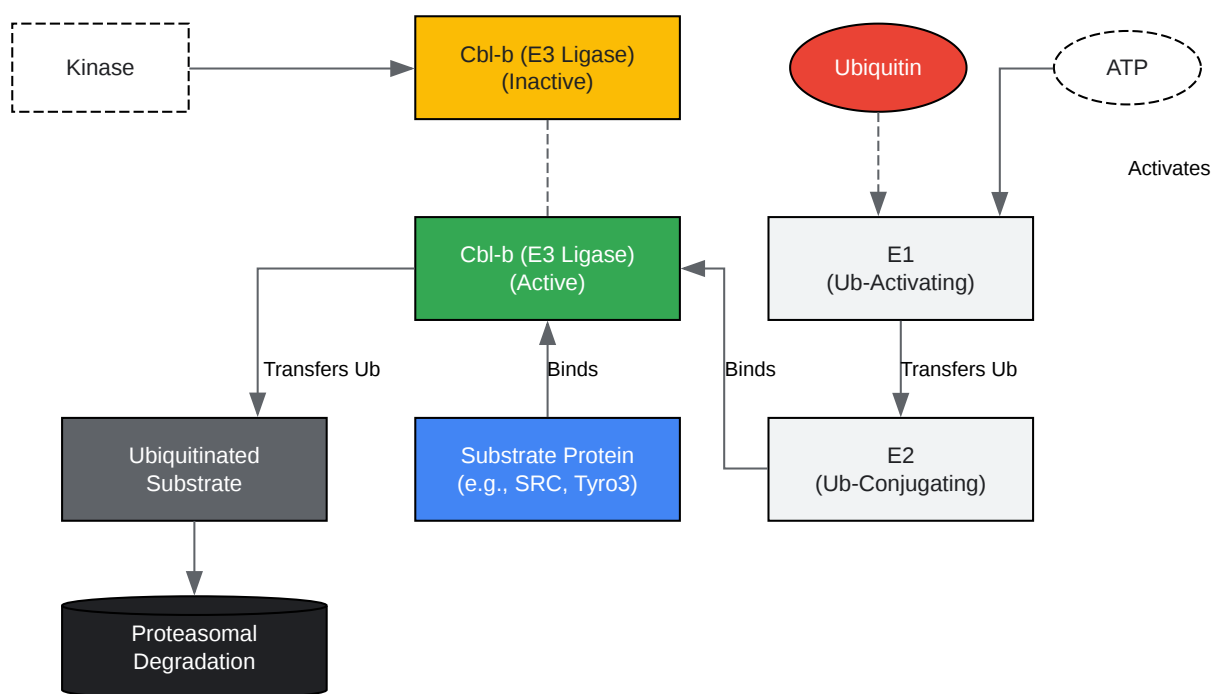 Kinase
Cbl-b (E3 Ligase)
(Inactive)
Ubiquitin
ATP
Activates
Cbl-b (E3 Ligase)
(Active)
E1
(Ub-Activating)
Transfers Ub
Binds
Binds
Transfers Ub
Ubiquitinated
Substrate
Substrate Protein
(e.g., SRC, Tyro3)
E2
(Ub-Conjugating)
Proteasomal
Degradation